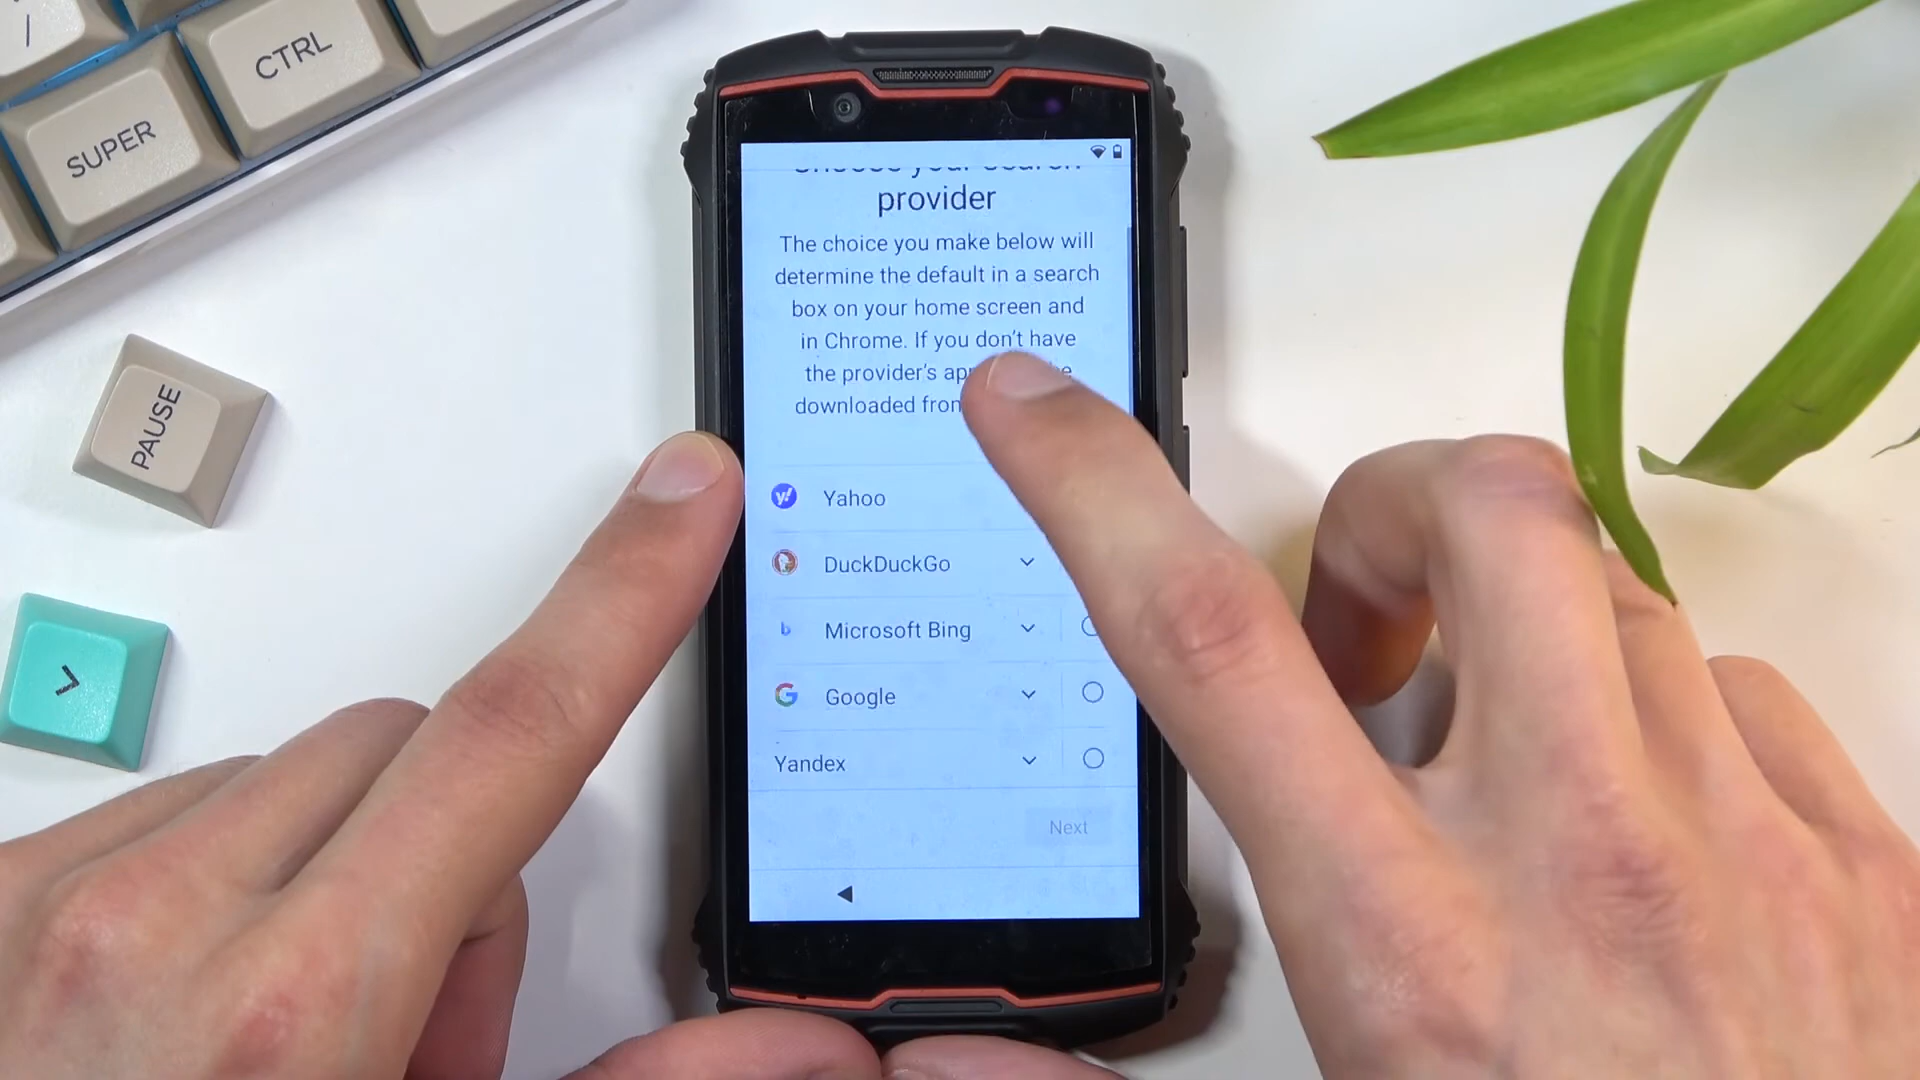 /
CTRL
SUPER
PAUSE
provider
The choice you make below will
determine the default in a search
box on your home screen and
in Chrome. If you don't have
the provider's
downloaded
Yahoo
DuckDuckGo
Microsoft Bing
Google
Yandex
Next